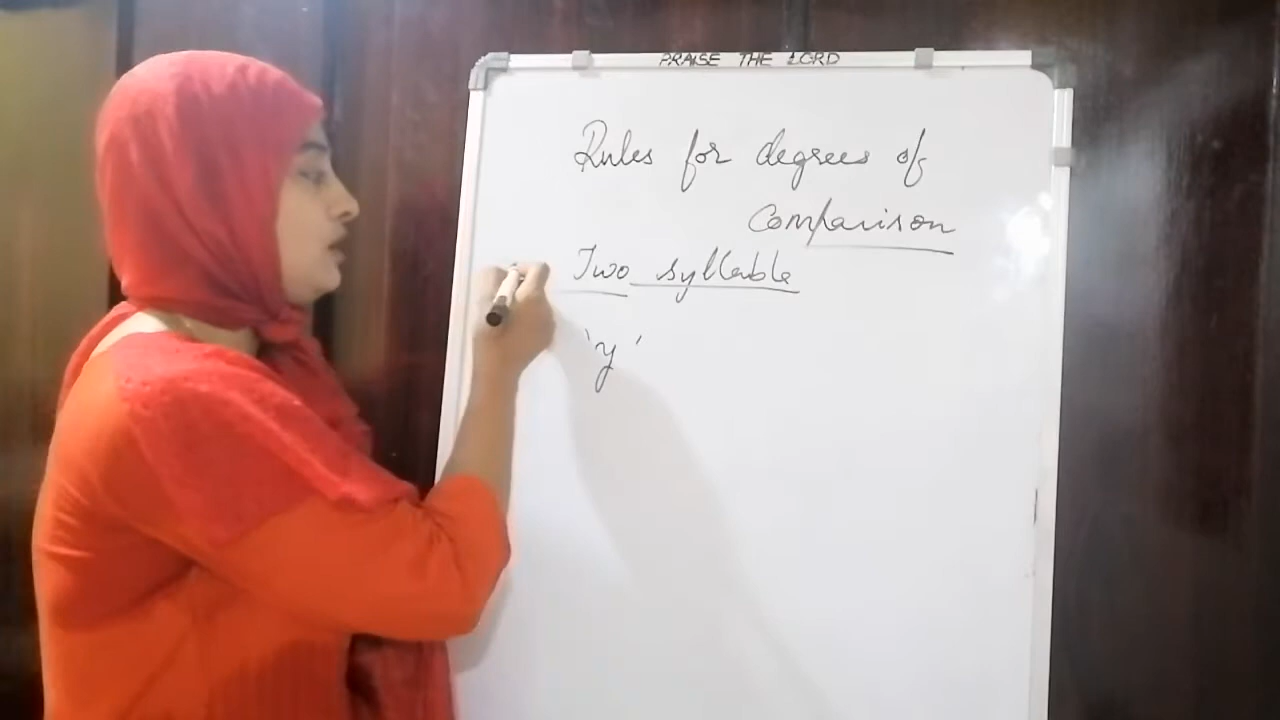 PRAISE THE LORD
Rules for degrees of
Comparison
Two syllable
'y'